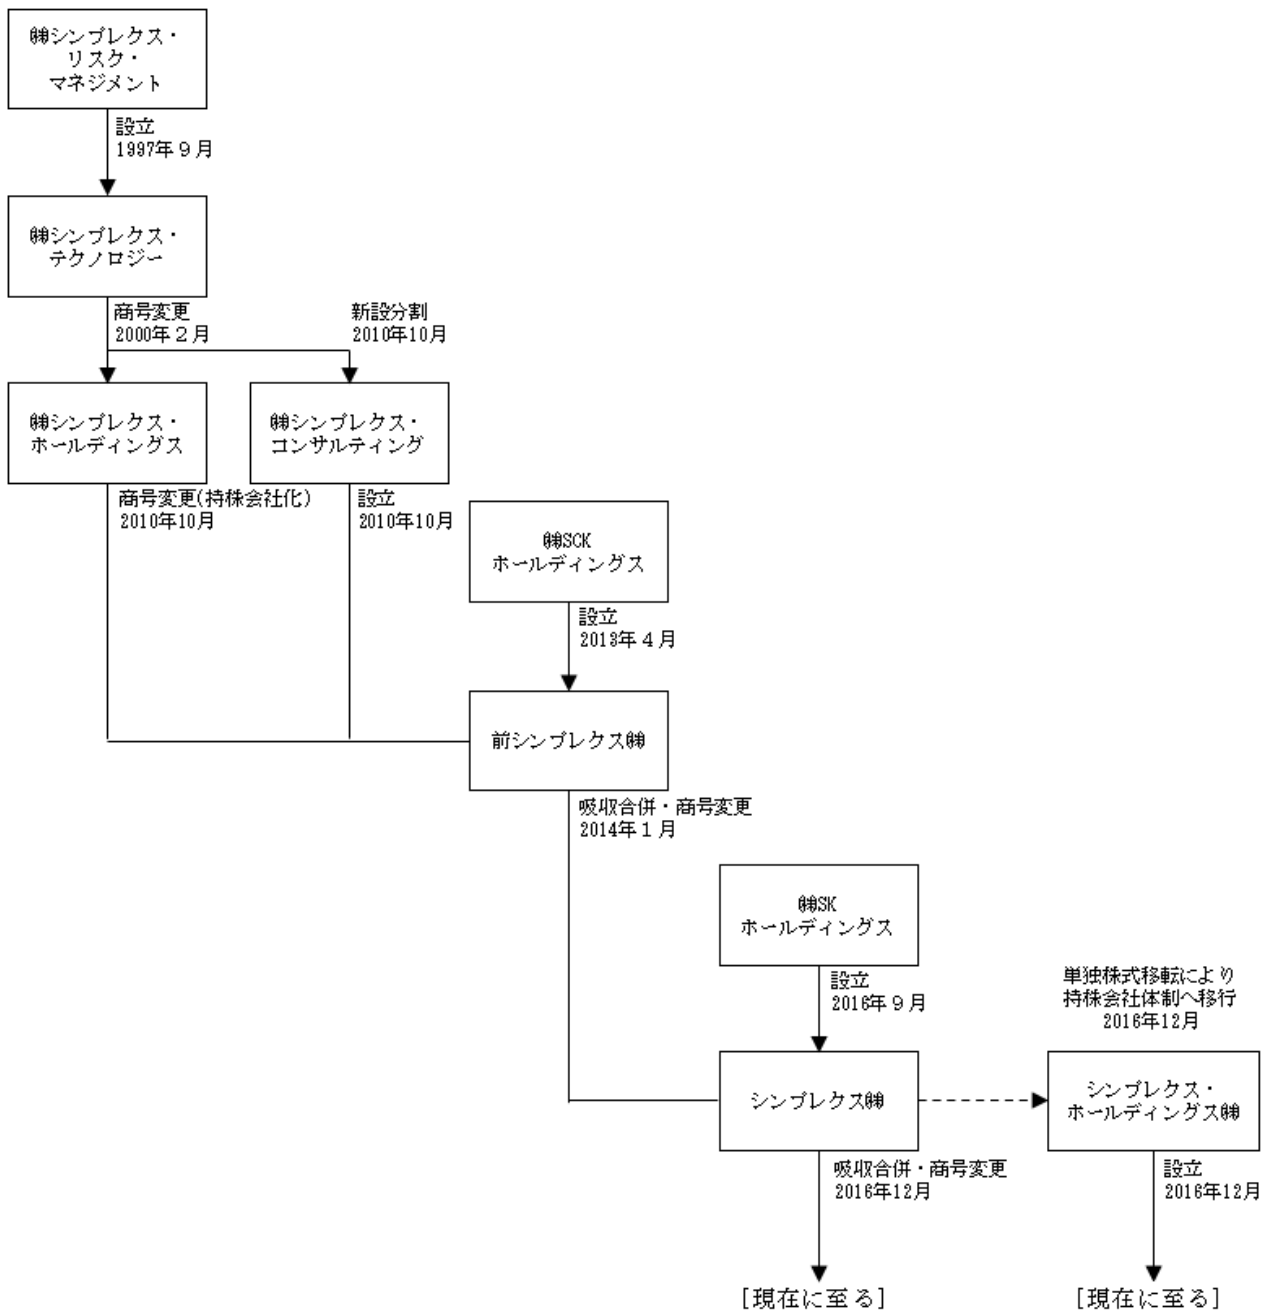 ㈱シンプレクス・
リスク・
マネジメント
設立
1997年９月
㈱シンプレクス・
テクノロジー
商号変更
2000年２月
新設分割
2010年10月
㈱シンプレクス・
ホールディングス
㈱シンプレクス・
コンサルティング
商号変更(持株会社化)
2010年10月
設立
2010年10月
㈱SCK
ホールディングス
設立
2013年４月
前シンプレクス㈱
吸収合併・商号変更
2014年１月
㈱SK
ホールディングス
設立
2016年９月
単独株式移転により
持株会社体制へ移行
2016年12月
シンプレクス㈱
シンプレクス・
ホールディングス㈱
吸収合併・商号変更
2016年12月
設立
2016年12月
[現在に至る]
[現在に至る]